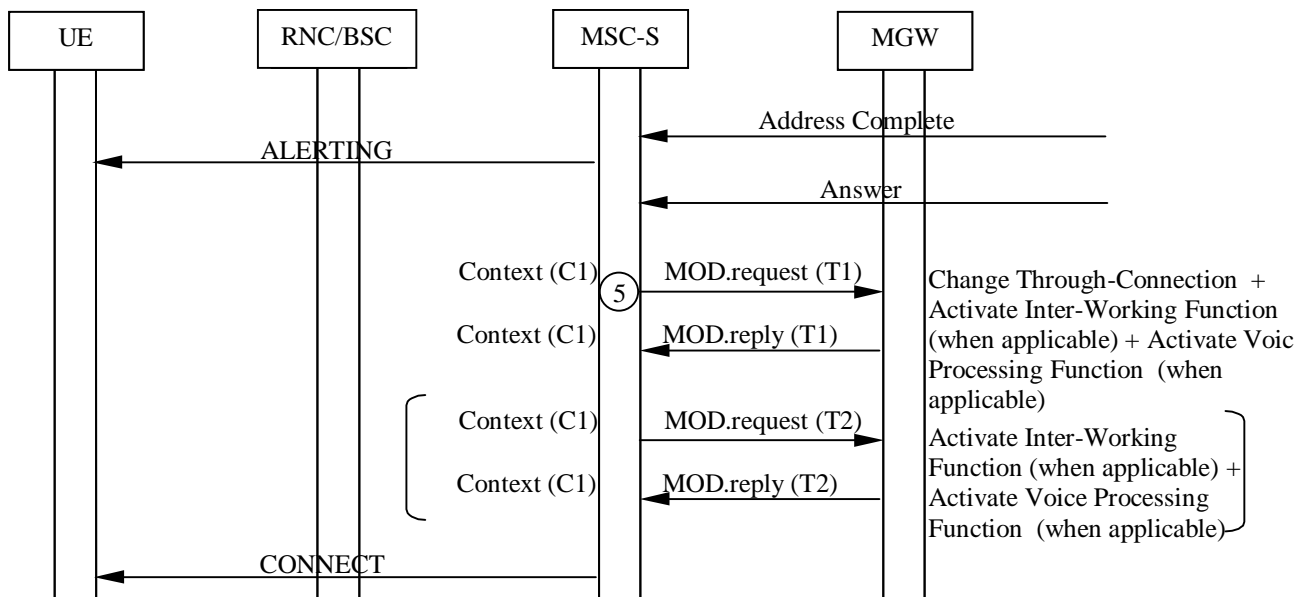 UE
RNC/BSC
MSC-S
MGW
Address Complete
ALERTING
Answer
Context (C1)
MOD.request (T1)
5
Context (C1)
MOD.reply (T1)
Change Through-Connection +
Activate Inter-Working Function
(when applicable) + Activate Voic
Processing Function (when
applicable)
Context (C1)
MOD.request (T2)
Context (C1)
MOD.reply (T2)
Activate Inter-Working
Function (when applicable) +
Activate Voice Processing
Function (when applicable)
CONNECT